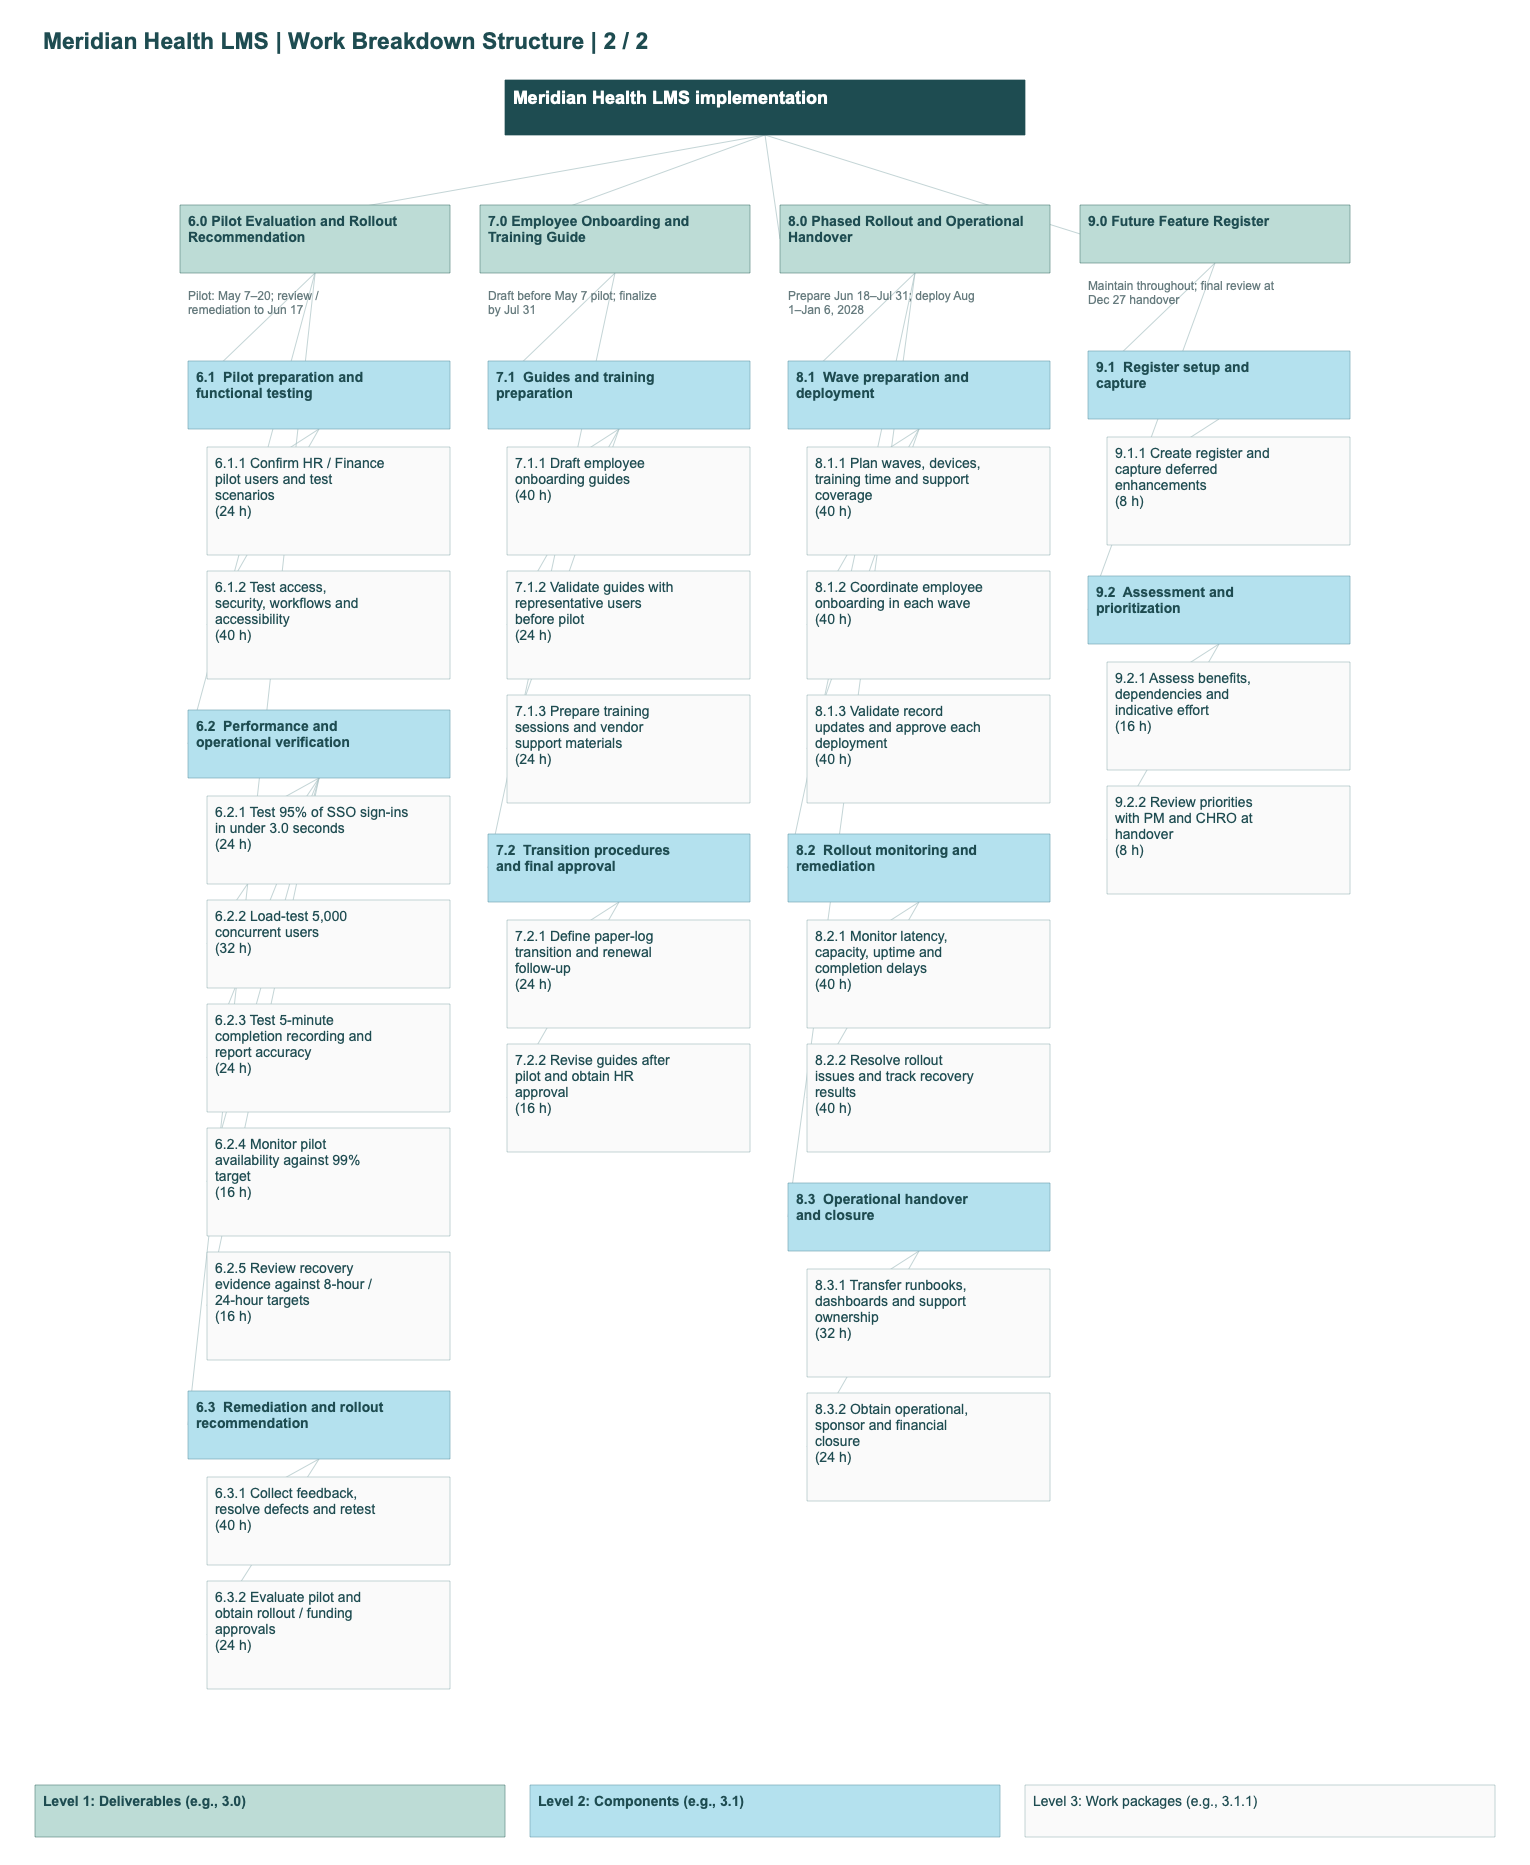 Meridian Health LMS | Work Breakdown Structure | 2 / 2
Meridian Health LMS implementation
6.0 Pilot Evaluation and Rollout
Recommendation
Pilot: May 7–20; review /
remediation to Jun 17
6.1  Pilot preparation and
functional testing
6.1.1 Confirm HR / Finance
pilot users and test
scenarios
(24 h)
6.1.2 Test access,
security, workflows and
accessibility
(40 h)
6.2  Performance and
operational verification
6.2.1 Test 95% of SSO sign-ins
in under 3.0 seconds
(24 h)
6.2.2 Load-test 5,000
concurrent users
(32 h)
6.2.3 Test 5-minute
completion recording and
report accuracy
(24 h)
6.2.4 Monitor pilot
availability against 99%
target
(16 h)
6.2.5 Review recovery
evidence against 8-hour /
24-hour targets
(16 h)
6.3  Remediation and rollout
recommendation
6.3.1 Collect feedback,
resolve defects and retest
(40 h)
6.3.2 Evaluate pilot and
obtain rollout / funding
approvals
(24 h)
7.0 Employee Onboarding and
Training Guide
Draft before May 7 pilot; finalize
by Jul 31
7.1  Guides and training
preparation
7.1.1 Draft employee
onboarding guides
(40 h)
7.1.2 Validate guides with
representative users
before pilot
(24 h)
7.1.3 Prepare training
sessions and vendor
support materials
(24 h)
7.2  Transition procedures
and final approval
7.2.1 Define paper-log
transition and renewal
follow-up
(24 h)
7.2.2 Revise guides after
pilot and obtain HR
approval
(16 h)
8.0 Phased Rollout and Operational
Handover
Prepare Jun 18–Jul 31; deploy Aug
1–Jan 6, 2028
8.1  Wave preparation and
deployment
8.1.1 Plan waves, devices,
training time and support
coverage
(40 h)
8.1.2 Coordinate employee
onboarding in each wave
(40 h)
8.1.3 Validate record
updates and approve each
deployment
(40 h)
8.2  Rollout monitoring and
remediation
8.2.1 Monitor latency,
capacity, uptime and
completion delays
(40 h)
8.2.2 Resolve rollout
issues and track recovery
results
(40 h)
8.3  Operational handover
and closure
8.3.1 Transfer runbooks,
dashboards and support
ownership
(32 h)
8.3.2 Obtain operational,
sponsor and financial
closure
(24 h)
9.0 Future Feature Register
Maintain throughout; final review at
Dec 27 handover
9.1  Register setup and
capture
9.1.1 Create register and
capture deferred
enhancements
(8 h)
9.2  Assessment and
prioritization
9.2.1 Assess benefits,
dependencies and
indicative effort
(16 h)
9.2.2 Review priorities
with PM and CHRO at
handover
(8 h)
Level 1: Deliverables (e.g., 3.0)
Level 2: Components (e.g., 3.1)
Level 3: Work packages (e.g., 3.1.1)